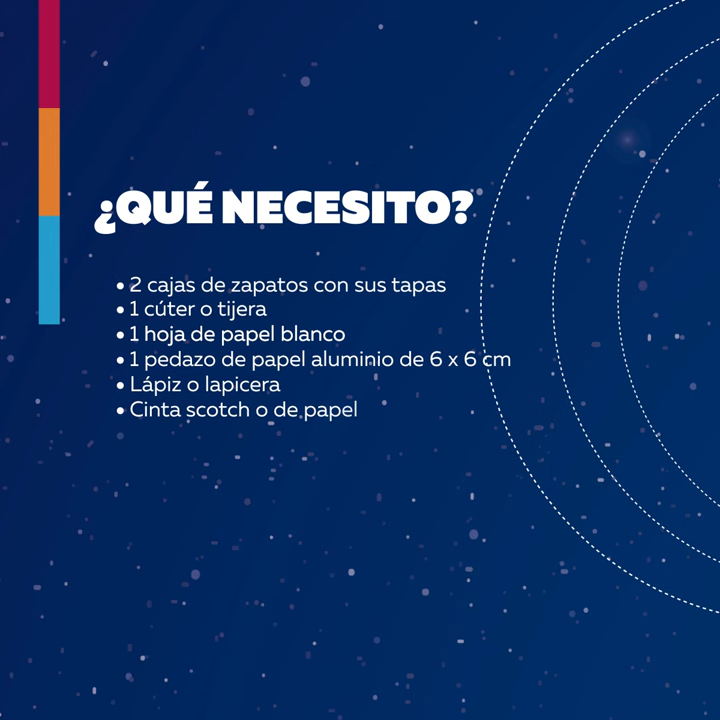 ¿QUÉ NECESITO?
• 2 cajas de zapatos con sus tapas
• 1 cúter o tijera
• 1 hoja de papel blanco
• 1 pedazo de papel aluminio de 6 x 6 cm
• Lápiz o lapicera
• Cinta scotch o de papel